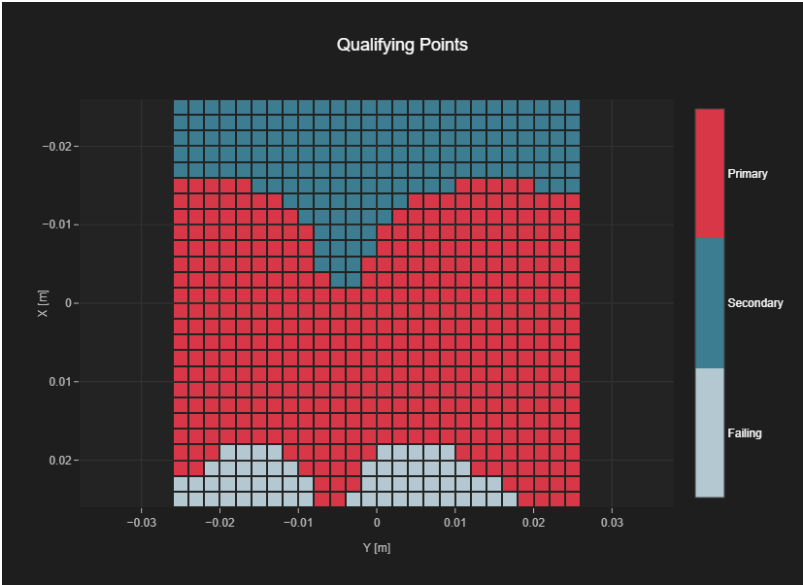 Qualifying Points
−0.02
−0.01
0
0.01
0.02
X [m]
−0.03
−0.02
−0.01
0
0.01
0.02
0.03
Y [m]
Primary
Secondary
Failing